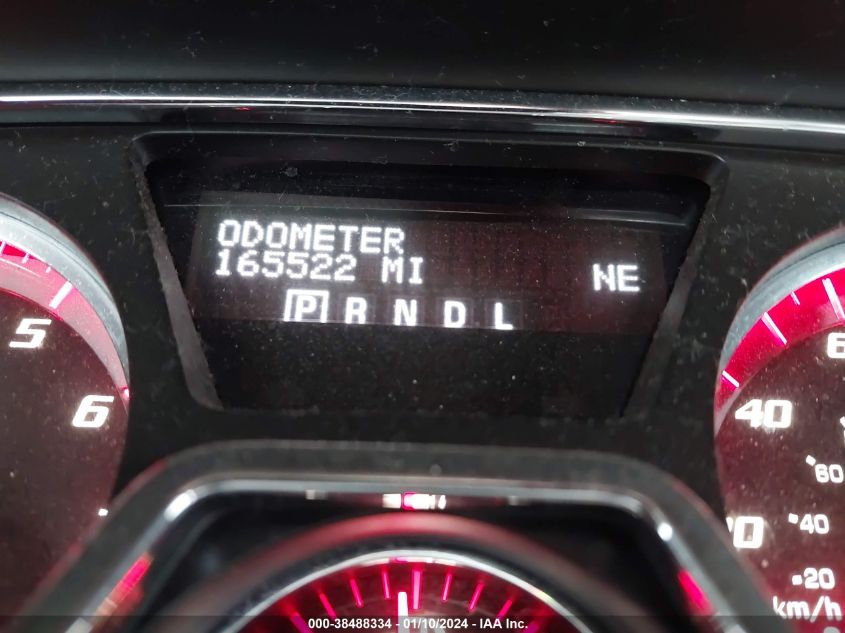 ODOMETER
165522 MI
NE
P R N D L
5
6
40
60
40
20
km/h
000-38488334 - 01/10/2024 - IAA Inc.